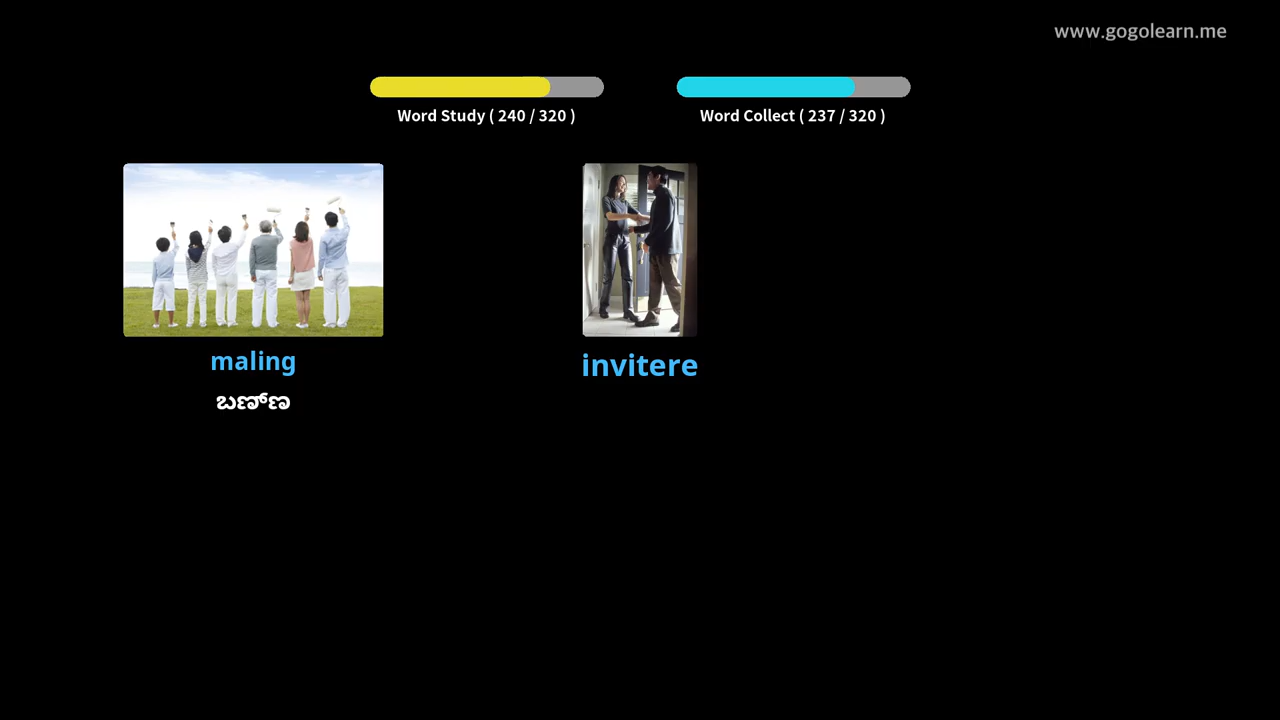 www.gogolearn.me
Word Study ( 240 / 320 )
Word Collect ( 237 / 320 )
maling
ಬಣ್ಣ
invitere